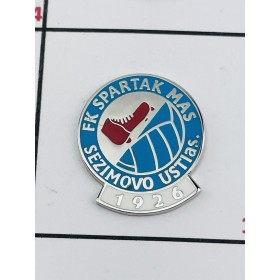 FK SPARTAK MAS
SEZIMOVO ÚSTÍ a.s.
1926